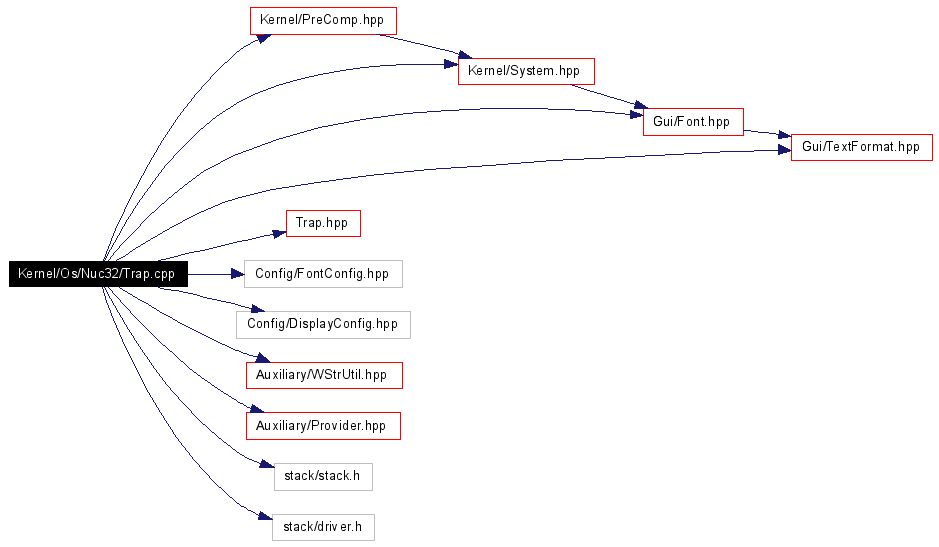 Kernel/PreComp.hpp
Kernel/System.hpp
Gui/Font.hpp
Gui/TextFormat.hpp
Trap.hpp
Kernel/Os/Nuc32/Trap.cpp
Config/FontConfig.hpp
Config/DisplayConfig.hpp
Auxiliary/WStrUtil.hpp
Auxiliary/Provider.hpp
stack/stack.h
stack/driver.h